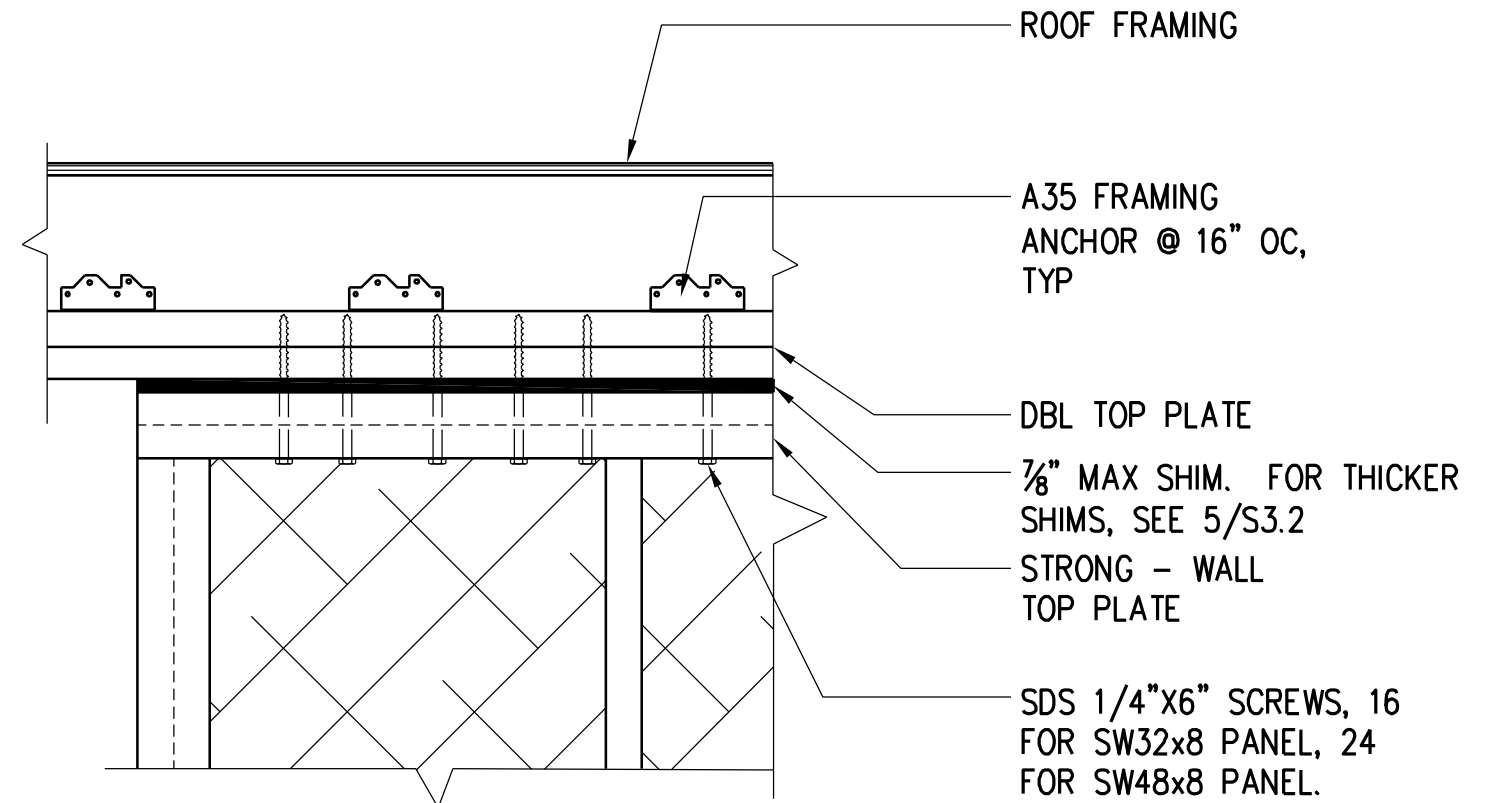 ROOF FRAMING
A35 FRAMING
ANCHOR @ 16" OC,
TYP
DBL TOP PLATE
⅞" MAX SHIM. FOR THICKER
SHIMS, SEE 5/S3.2
STRONG – WALL
TOP PLATE
SDS 1/4"X6" SCREWS, 16
FOR SW32x8 PANEL, 24
FOR SW48x8 PANEL.